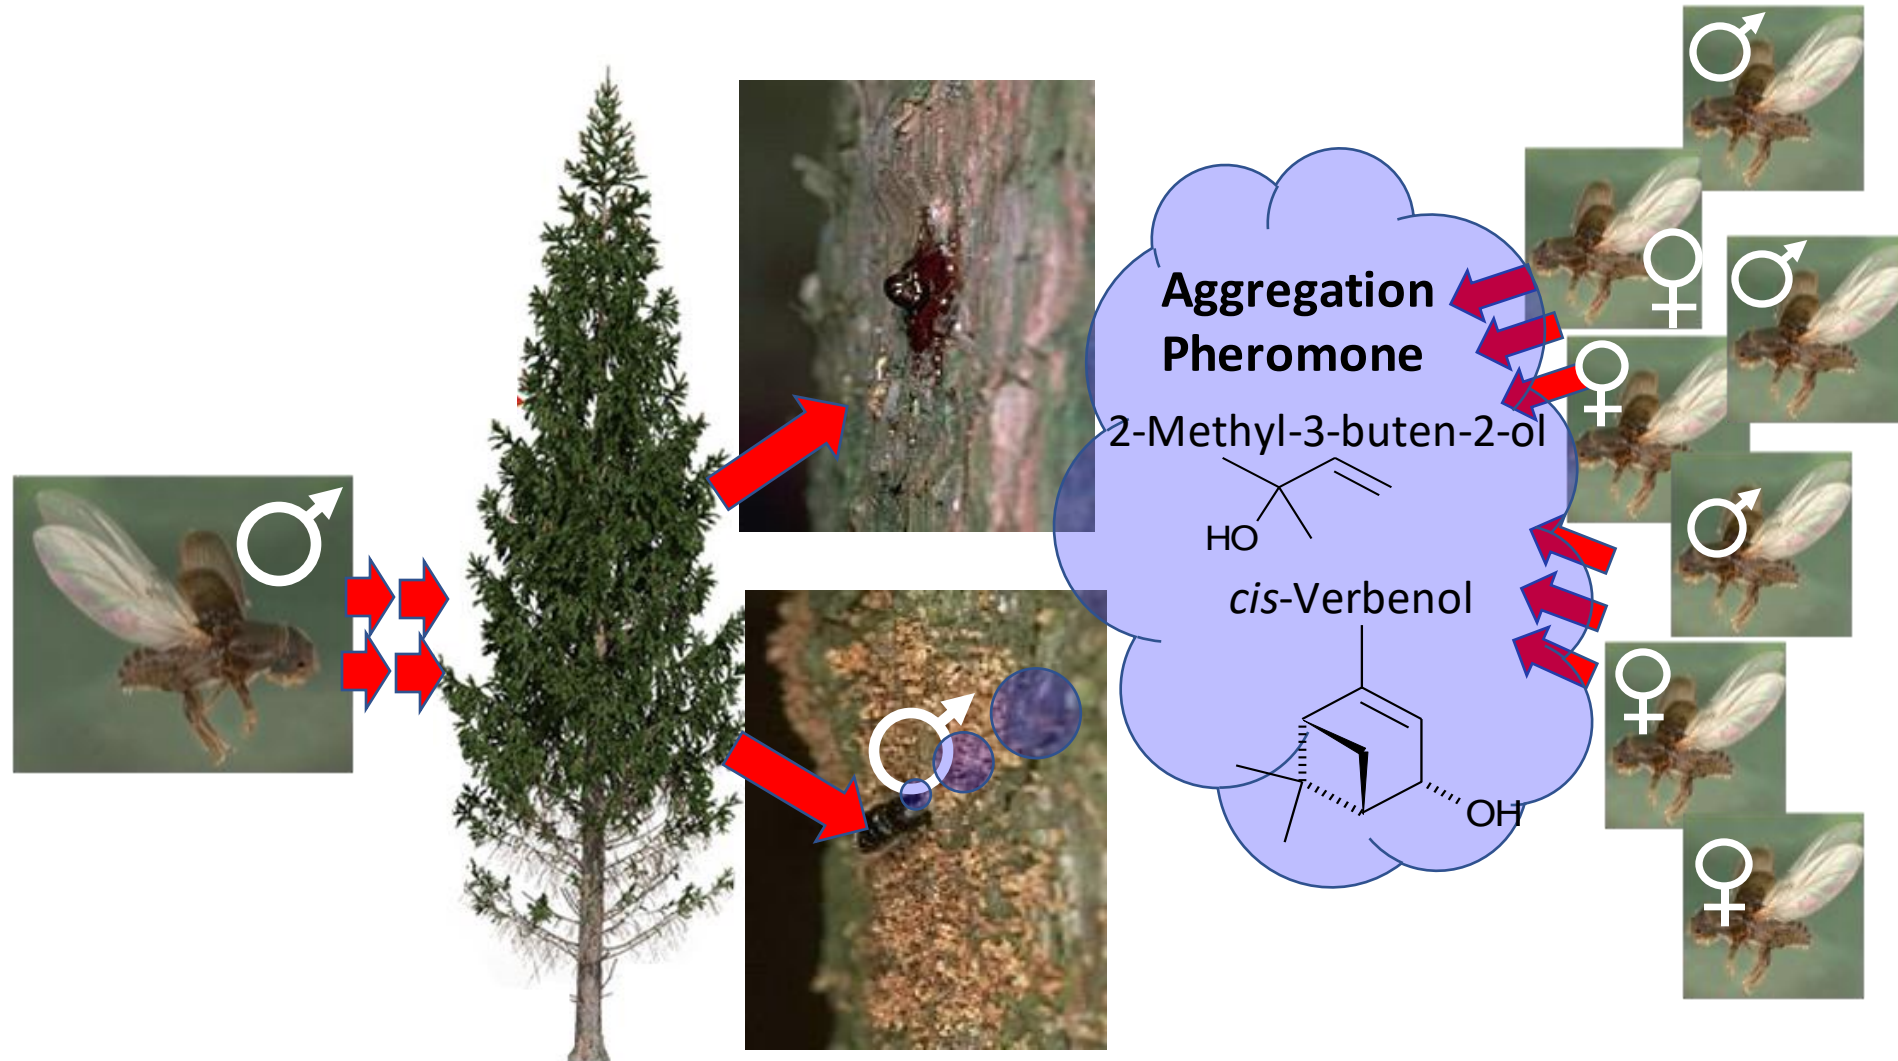 Aggregation
Pheromone
2-Methyl-3-buten-2-ol
HO
cis-Verbenol
OH